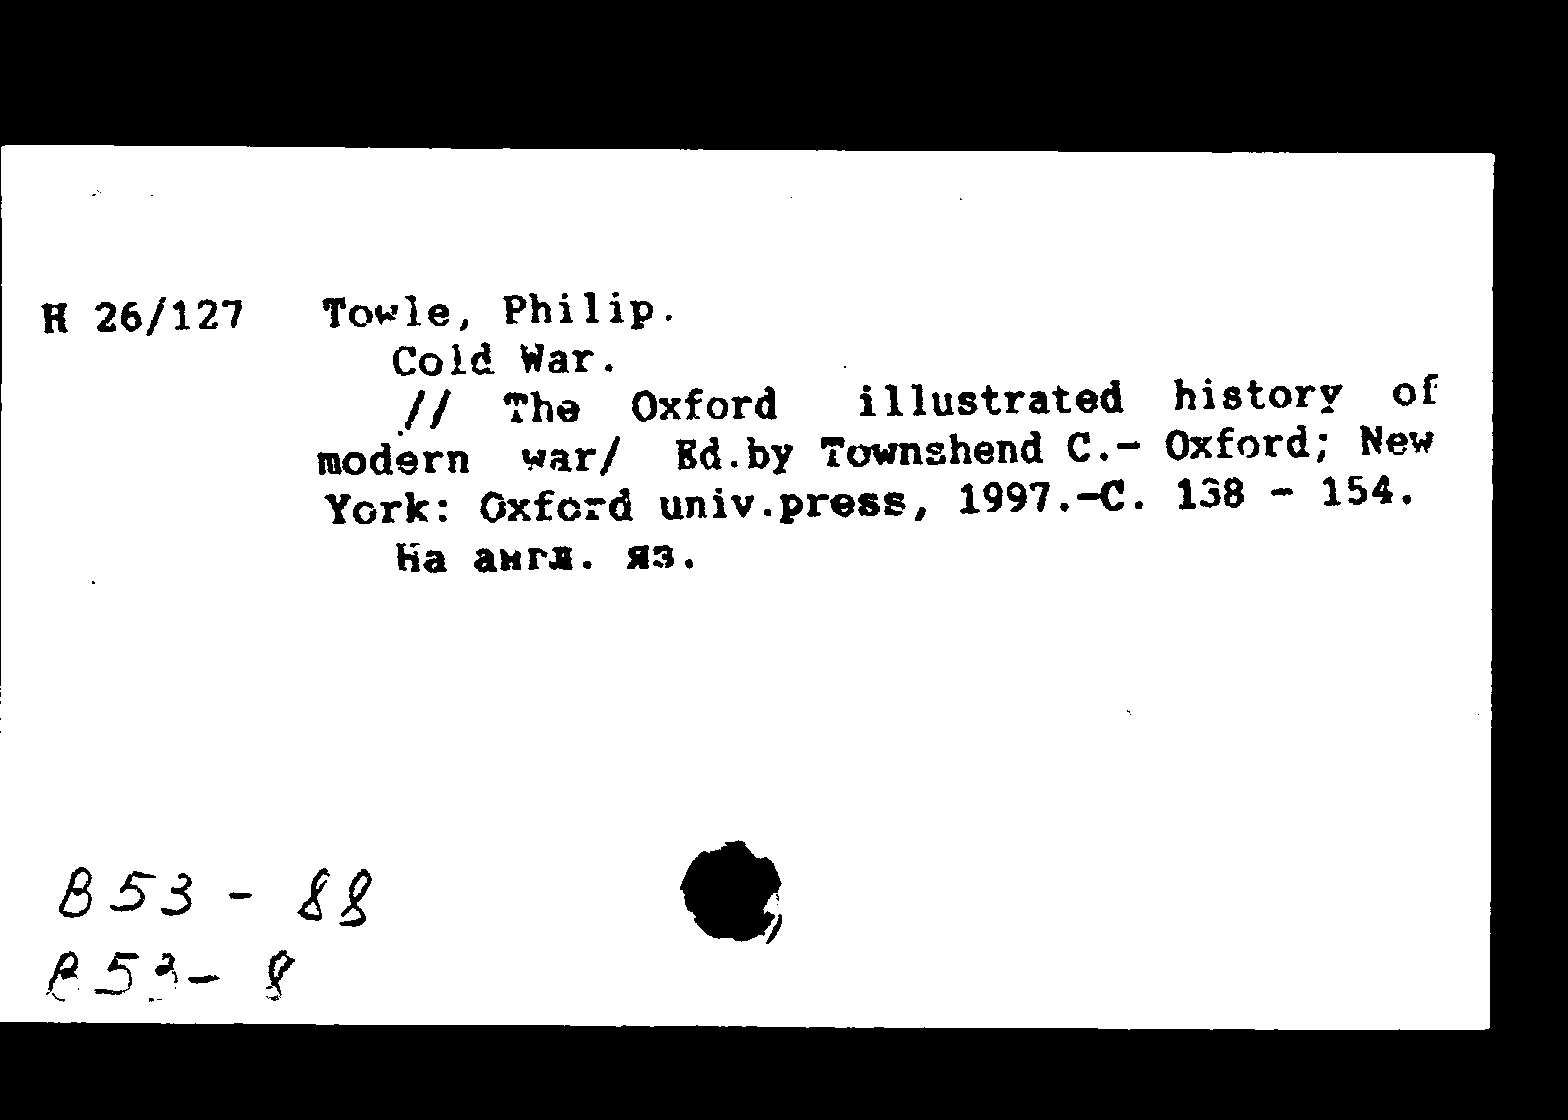 Н 26/127 Towle, Philip.
Cold War.
// The Oxford illustrated history of
modern war/ Ed.by Townshend C.- Oxford; New
York: Oxford univ.press, 1997.-С. 138 - 154.
На англ. яз.
В53 - 88
В53- 8